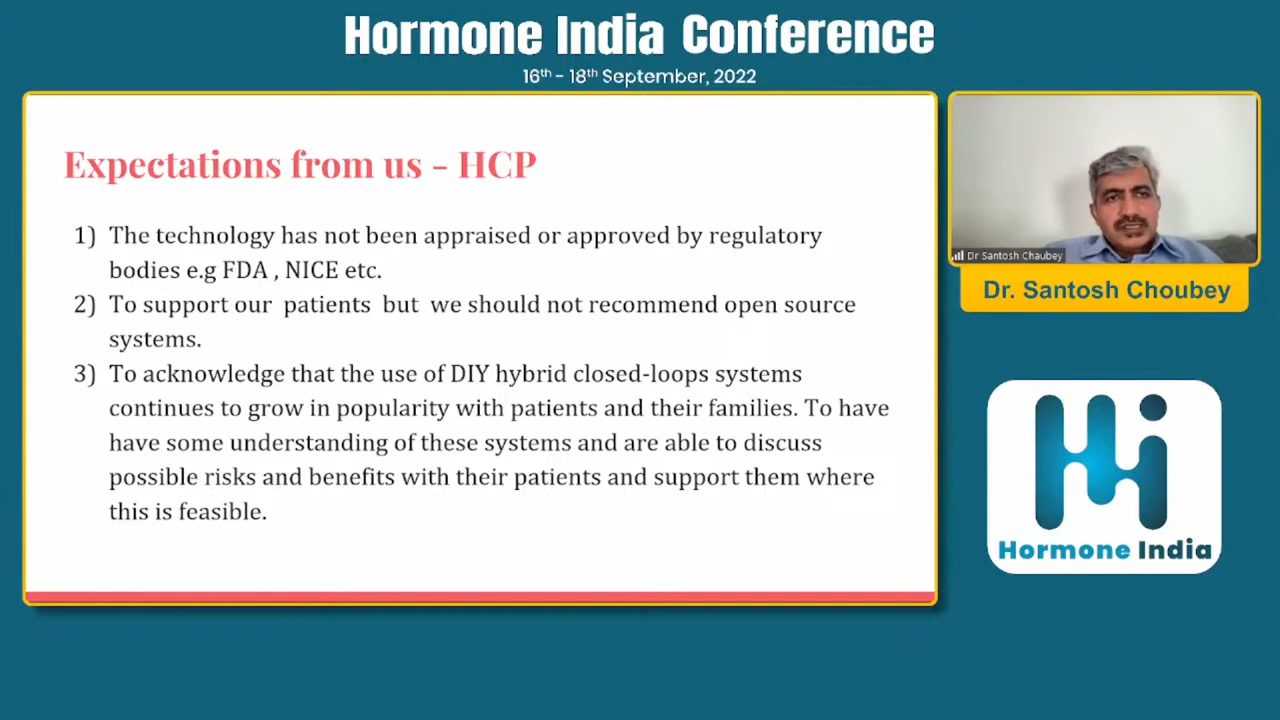 Hormone India Conference
16th - 18th September, 2022
Expectations from us - HCP
1) The technology has not been appraised or approved by regulatory
bodies e.g FDA , NICE etc.
2) To support our patients but we should not recommend open source
systems.
3) To acknowledge that the use of DIY hybrid closed-loops systems
continues to grow in popularity with patients and their families. To have
have some understanding of these systems and are able to discuss
possible risks and benefits with their patients and support them where
this is feasible.
Dr Santosh Chaubey
Dr. Santosh Choubey
Hi
Hormone India